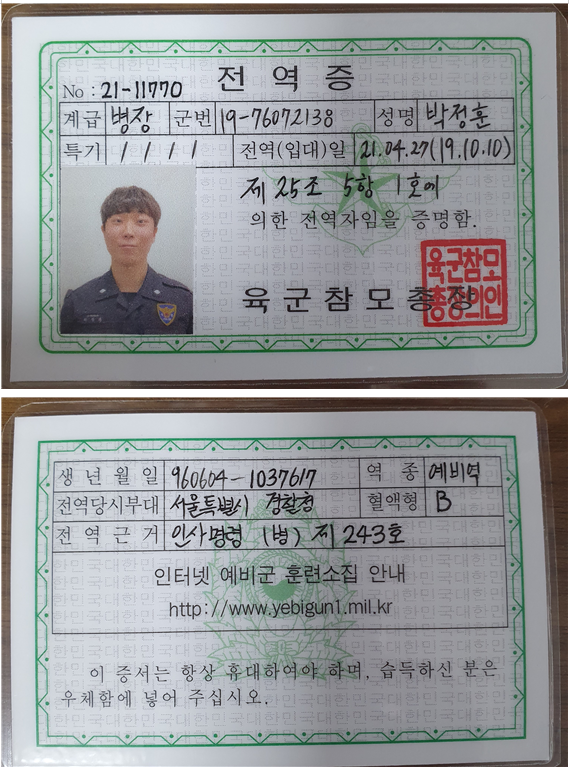 No : 21-11770 전 역 증
계급 병장 군번 19-76072138 성명 박정훈
특기 / / / / 전역(입대)일 21.04.27(19.10.10)
제 25조 5항 1호에
의한 전역자임을 증명함.
육군참모총장
육군참모
총장의인
생년월일 960604-1037617 역종 예비역
전역당시부대 서울특별시 경찰청 혈액형 B
전역근거 인사명령 (병) 제 243호
인터넷 예비군 훈련소집 안내
http://www.yebigun1.mil.kr
이 증서는 항상 휴대하여야 하며, 습득하신 분은
우체함에 넣어 주십시오.